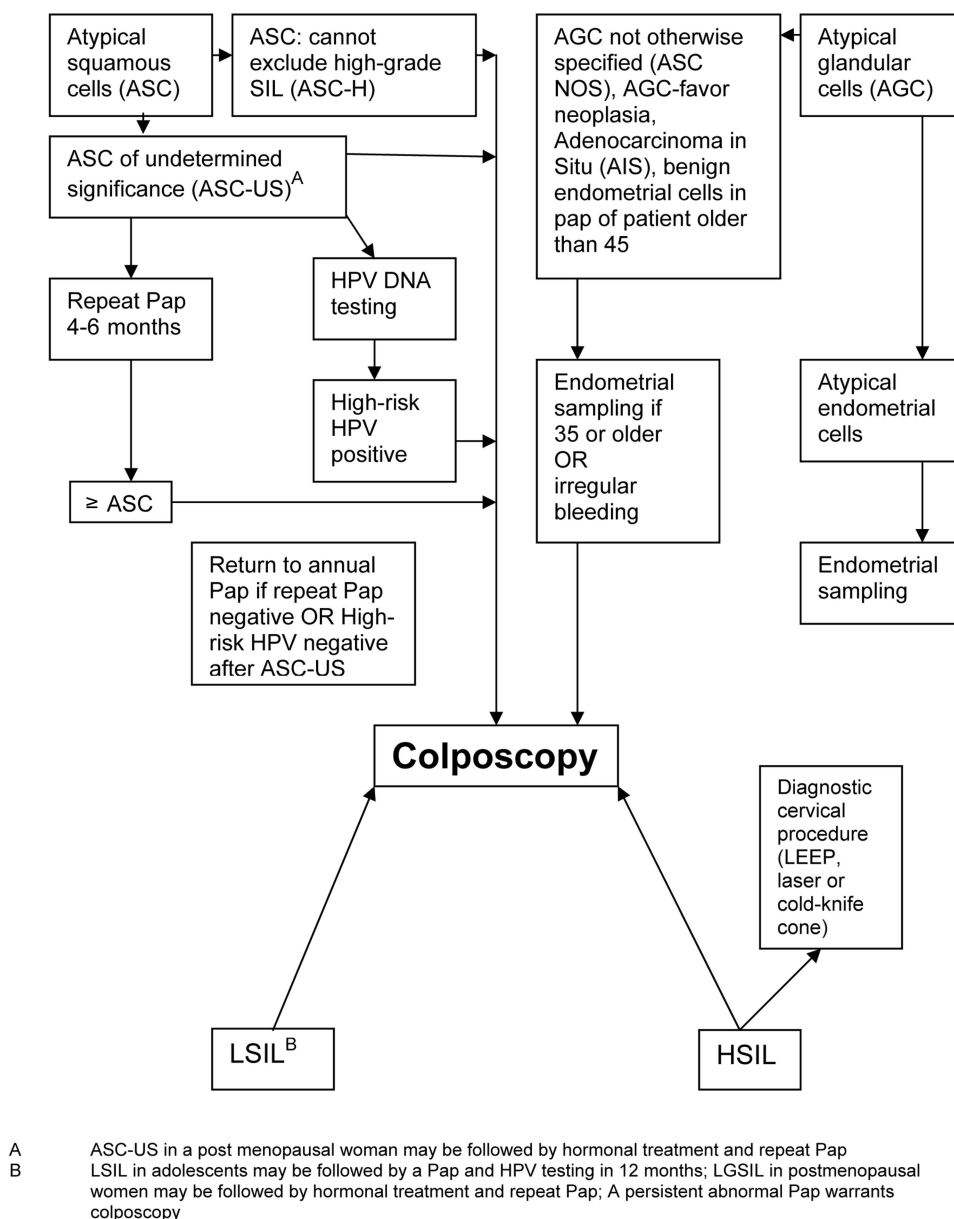 Atypical
squamous
cells (ASC)
ASC: cannot
exclude high-grade
SIL (ASC-H)
AGC not otherwise
specified (ASC
NOS), AGC-favor
neoplasia,
Adenocarcinoma in
Situ (AIS), benign
endometrial cells in
pap of patient older
than 45
Atypical
glandular
cells (AGC)
ASC of undetermined
significance (ASC-US)A
Repeat Pap
4-6 months
HPV DNA
testing
High-risk
HPV
positive
≥ ASC
Endometrial
sampling if
35 or older
OR
irregular
bleeding
Atypical
endometrial
cells
Endometrial
sampling
Return to annual
Pap if repeat Pap
negative OR High-
risk HPV negative
after ASC-US
Colposcopy
Diagnostic
cervical
procedure
(LEEP,
laser or
cold-knife
cone)
LSILB
HSIL
A ASC-US in a post menopausal woman may be followed by hormonal treatment and repeat Pap
B LSIL in adolescents may be followed by a Pap and HPV testing in 12 months; LGSIL in postmenopausal
women may be followed by hormonal treatment and repeat Pap; A persistent abnormal Pap warrants
colposcopy